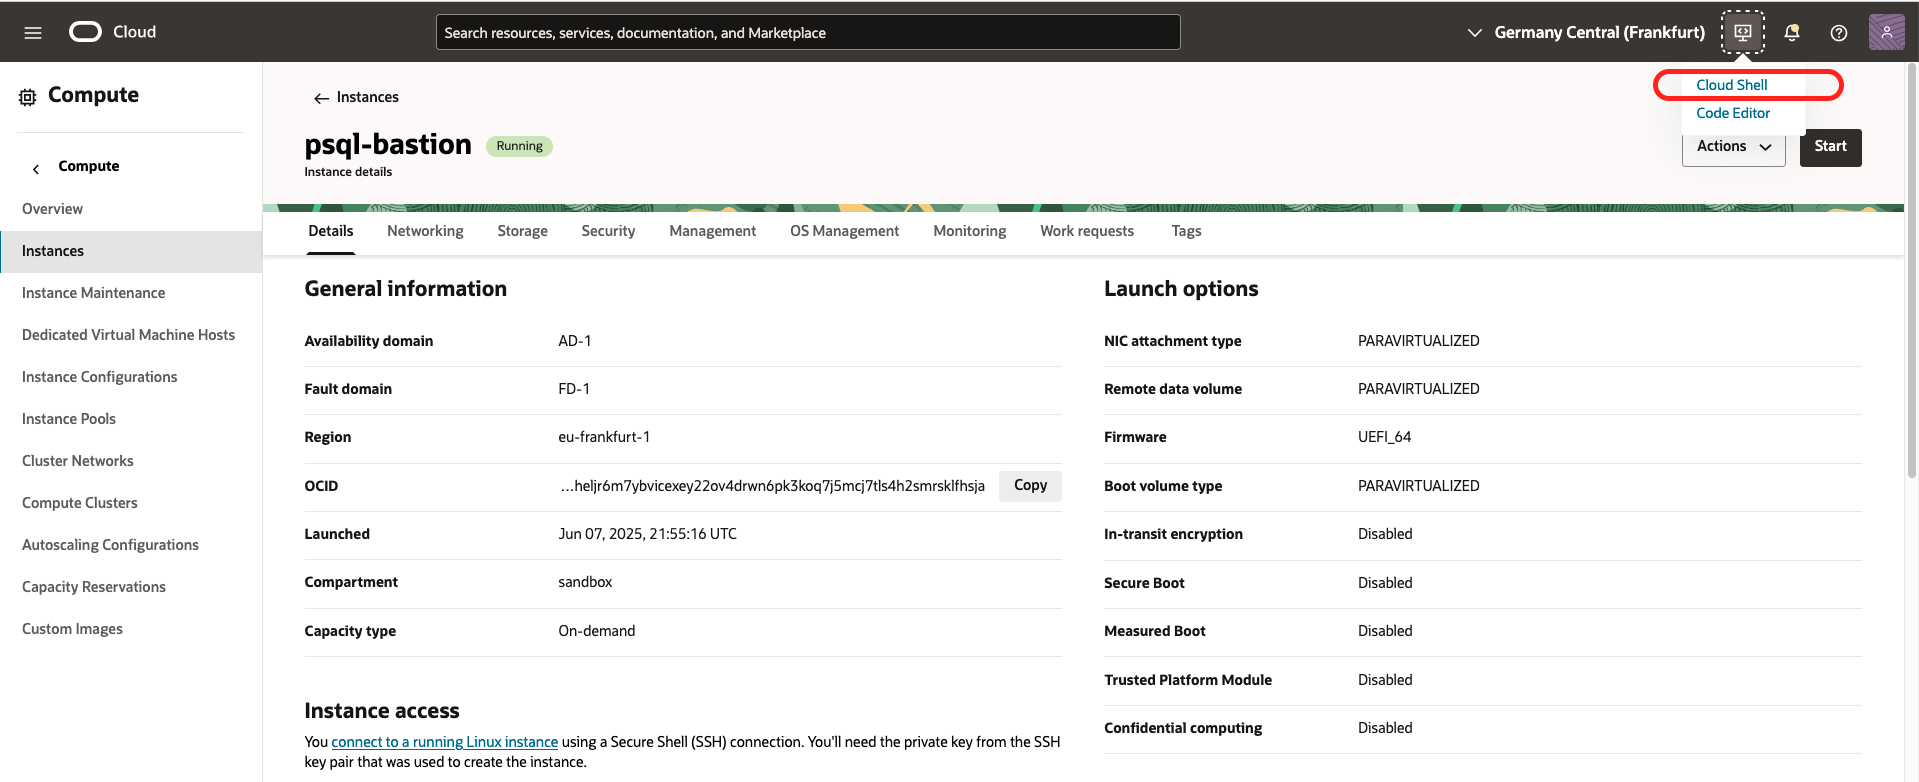 Cloud
Search resources, services, documentation, and Marketplace
Germany Central (Frankfurt)
Cloud Shell
Code Editor
Compute
Compute
Overview
Instances
Instance Maintenance
Dedicated Virtual Machine Hosts
Instance Configurations
Instance Pools
Cluster Networks
Compute Clusters
Autoscaling Configurations
Capacity Reservations
Custom Images
Instances
psql-bastion Running
Instance details
Actions Start
Details Networking Storage Security Management OS Management Monitoring Work requests Tags
General information
Availability domain AD-1
Fault domain FD-1
Region eu-frankfurt-1
OCID ...heljr6m7ybvicexey22ov4drwn6pk3koq7j5mcj7tls4h2smrsklfhsja Copy
Launched Jun 07, 2025, 21:55:16 UTC
Compartment sandbox
Capacity type On-demand
Instance access
You connect to a running Linux instance using a Secure Shell (SSH) connection. You'll need the private key from the SSH
key pair that was used to create the instance.
Launch options
NIC attachment type PARAVIRTUALIZED
Remote data volume PARAVIRTUALIZED
Firmware UEFI_64
Boot volume type PARAVIRTUALIZED
In-transit encryption Disabled
Secure Boot Disabled
Measured Boot Disabled
Trusted Platform Module Disabled
Confidential computing Disabled